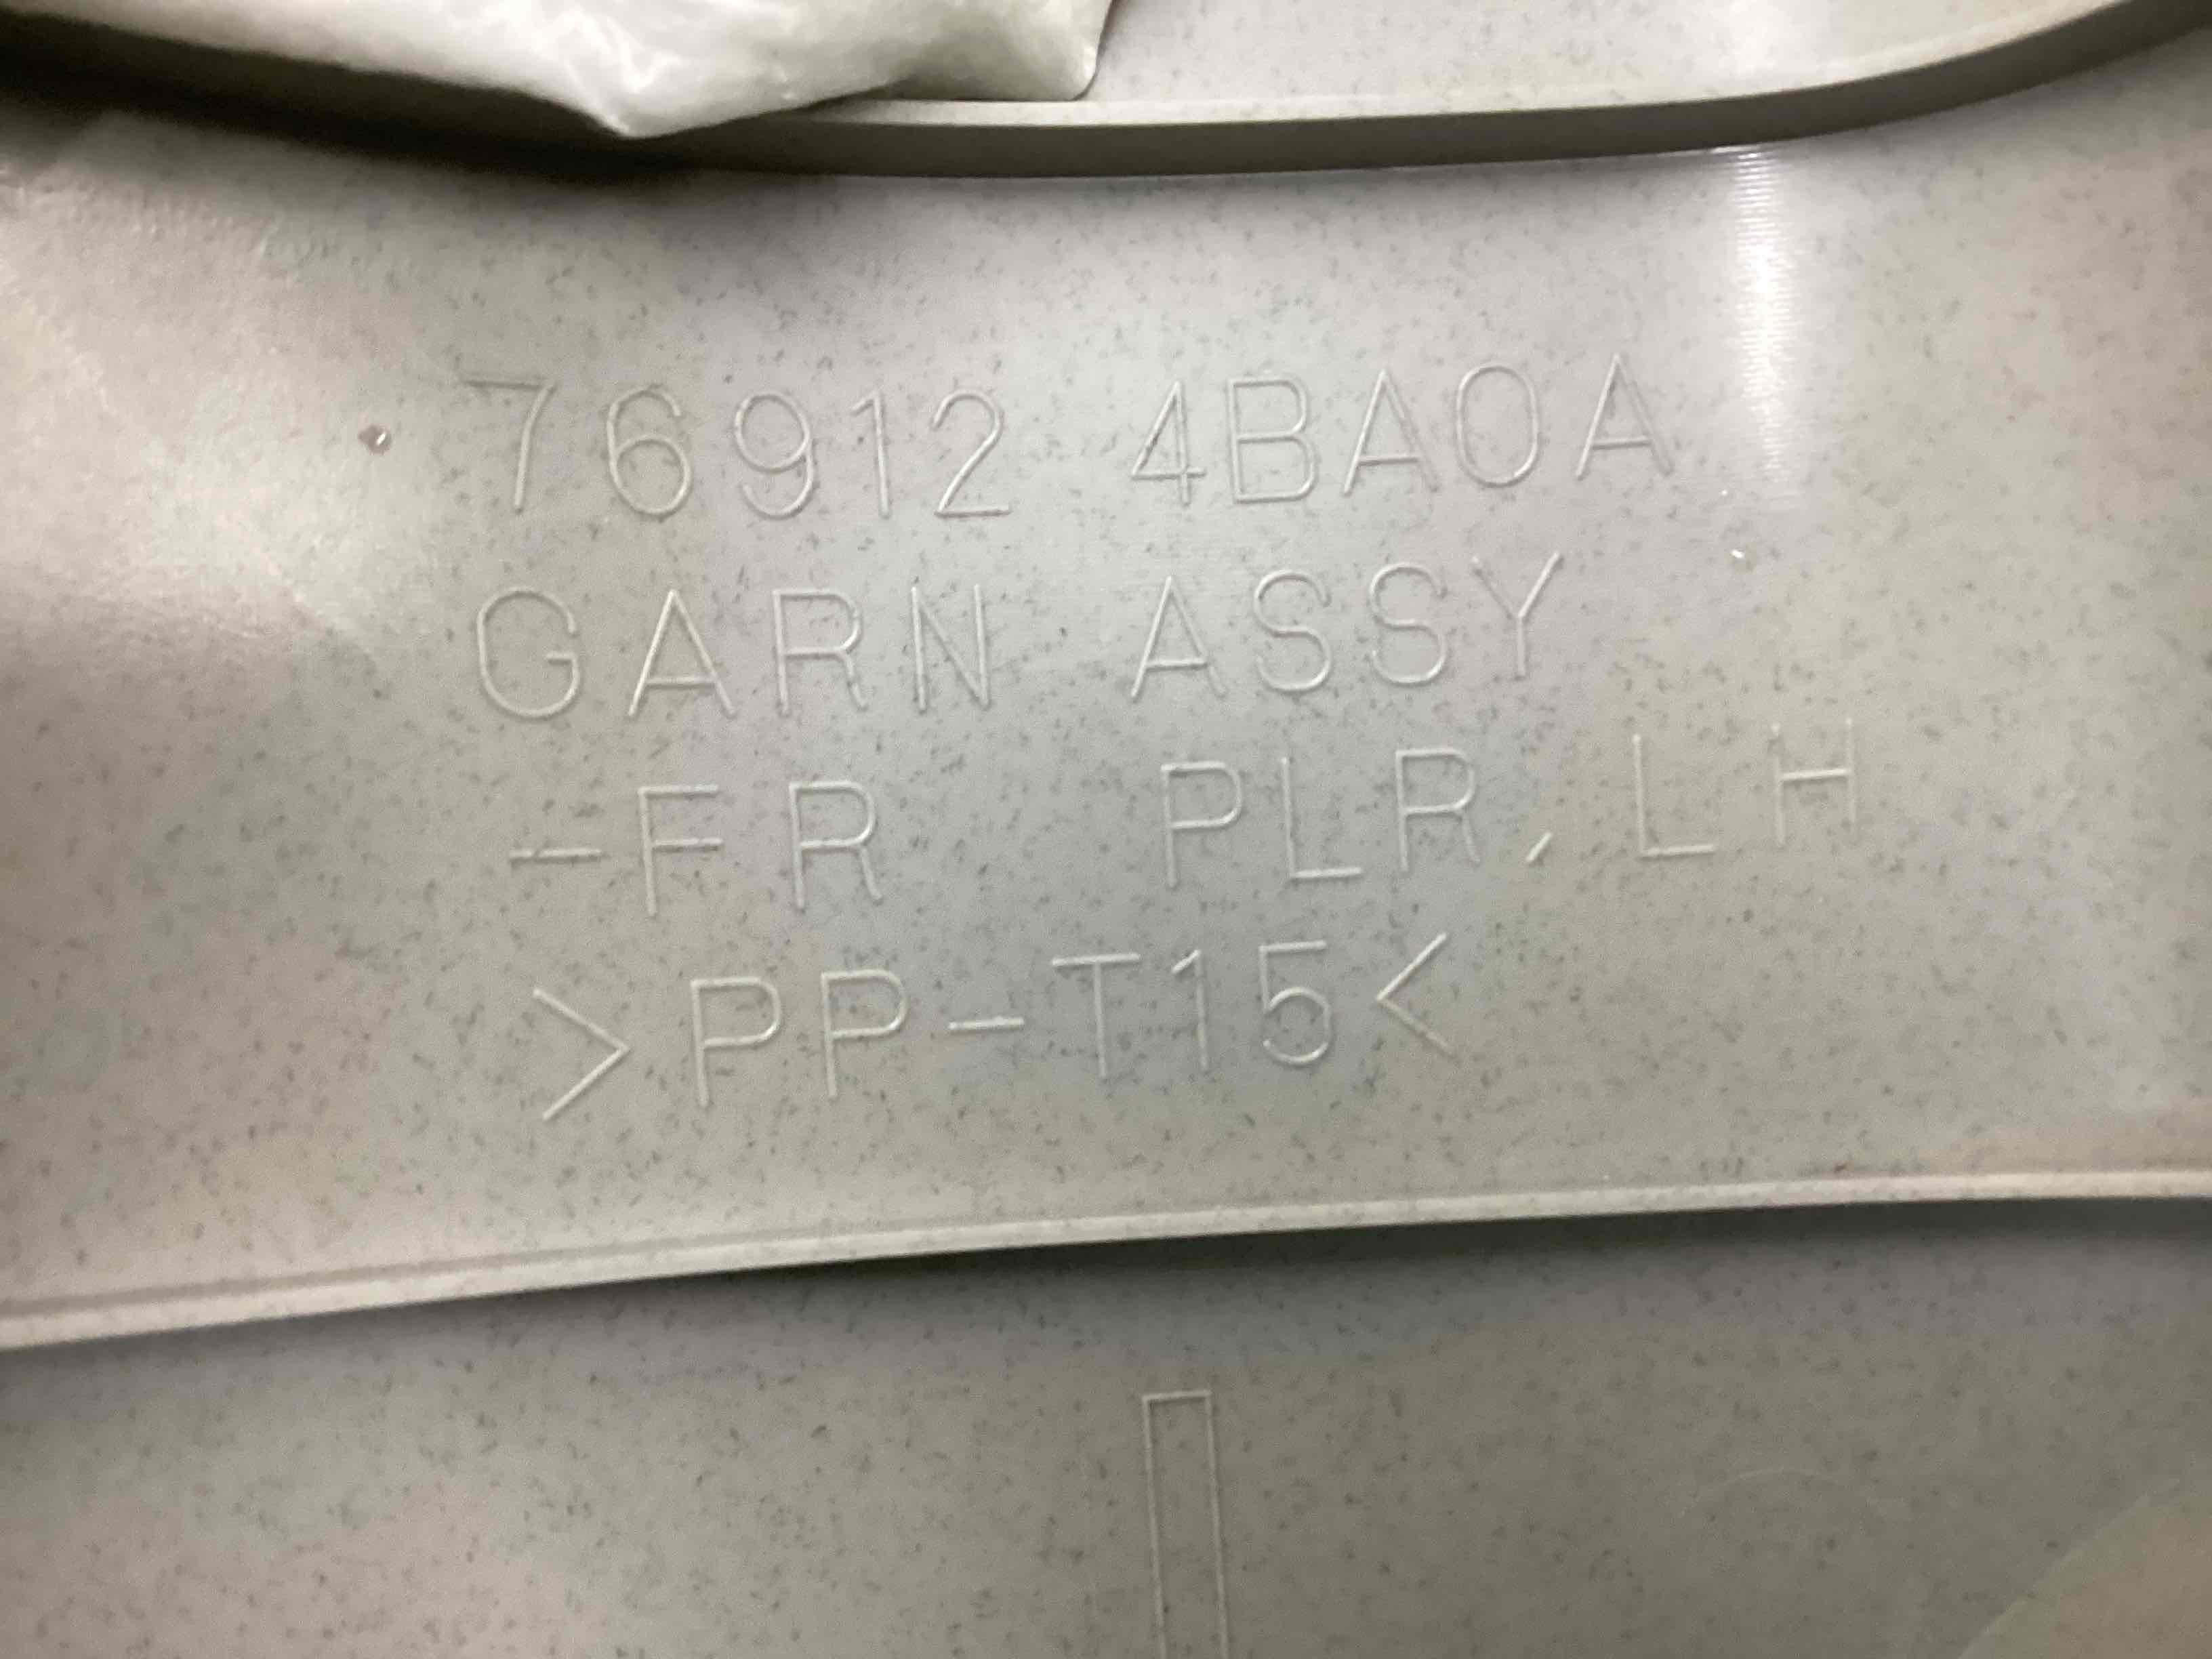 76912 4BA0A
GARN ASSY
-FR PLR, LH
>PP-T15<